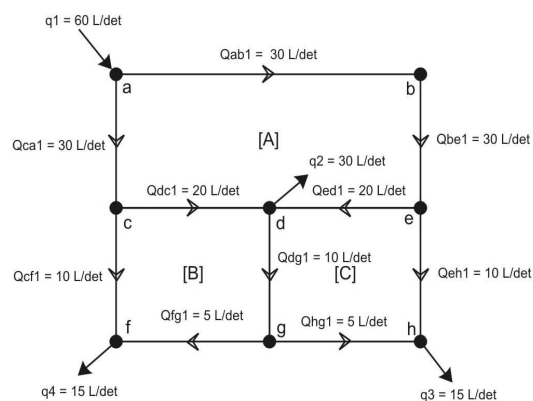 q1 = 60 L/det
Qab1 = 30 L/det
a
b
Qca1 = 30 L/det
[A]
Qbe1 = 30 L/det
q2 = 30 L/det
Qdc1 = 20 L/det
Qed1 = 20 L/det
c
d
e
Qdg1 = 10 L/det
Qcf1 = 10 L/det
[B]
[C]
Qeh1 = 10 L/det
Qfg1 = 5 L/det
Qhg1 = 5 L/det
f
g
h
q4 = 15 L/det
q3 = 15 L/det